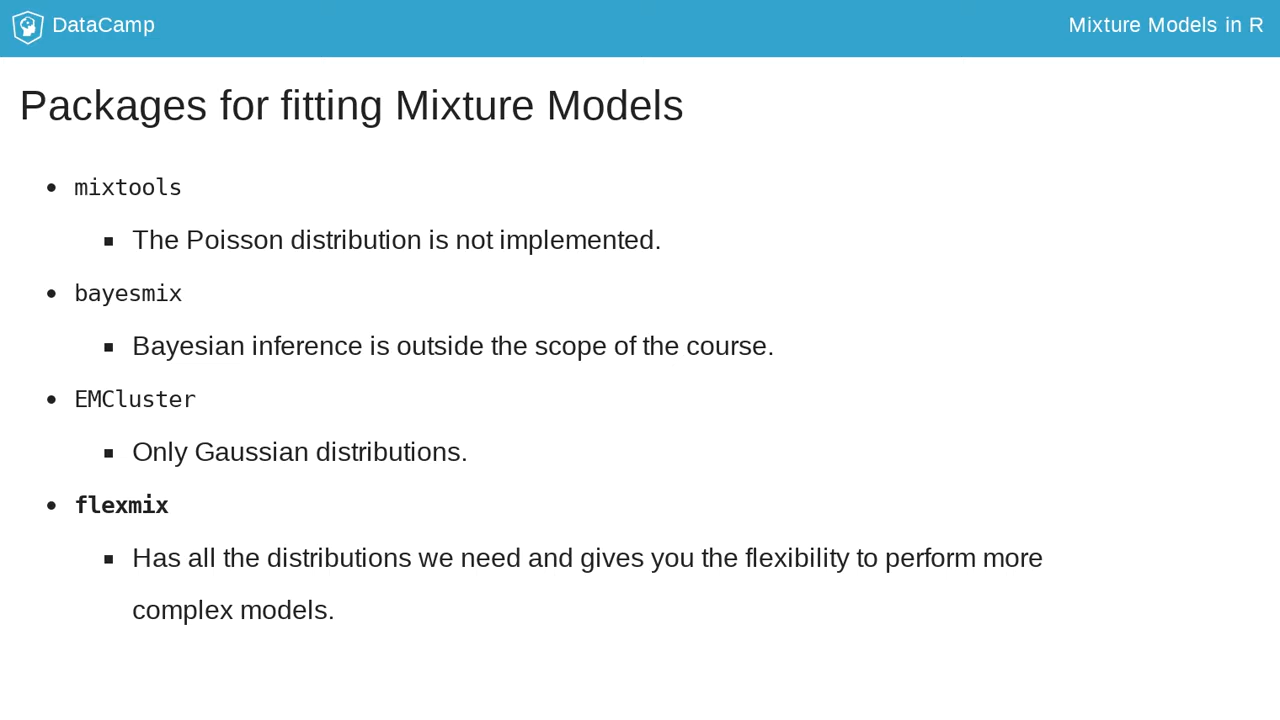 DataCamp
Mixture Models in R
Packages for fitting Mixture Models
mixtools
The Poisson distribution is not implemented.
bayesmix
Bayesian inference is outside the scope of the course.
EMCluster
Only Gaussian distributions.
flexmix
Has all the distributions we need and gives you the flexibility to perform more
complex models.